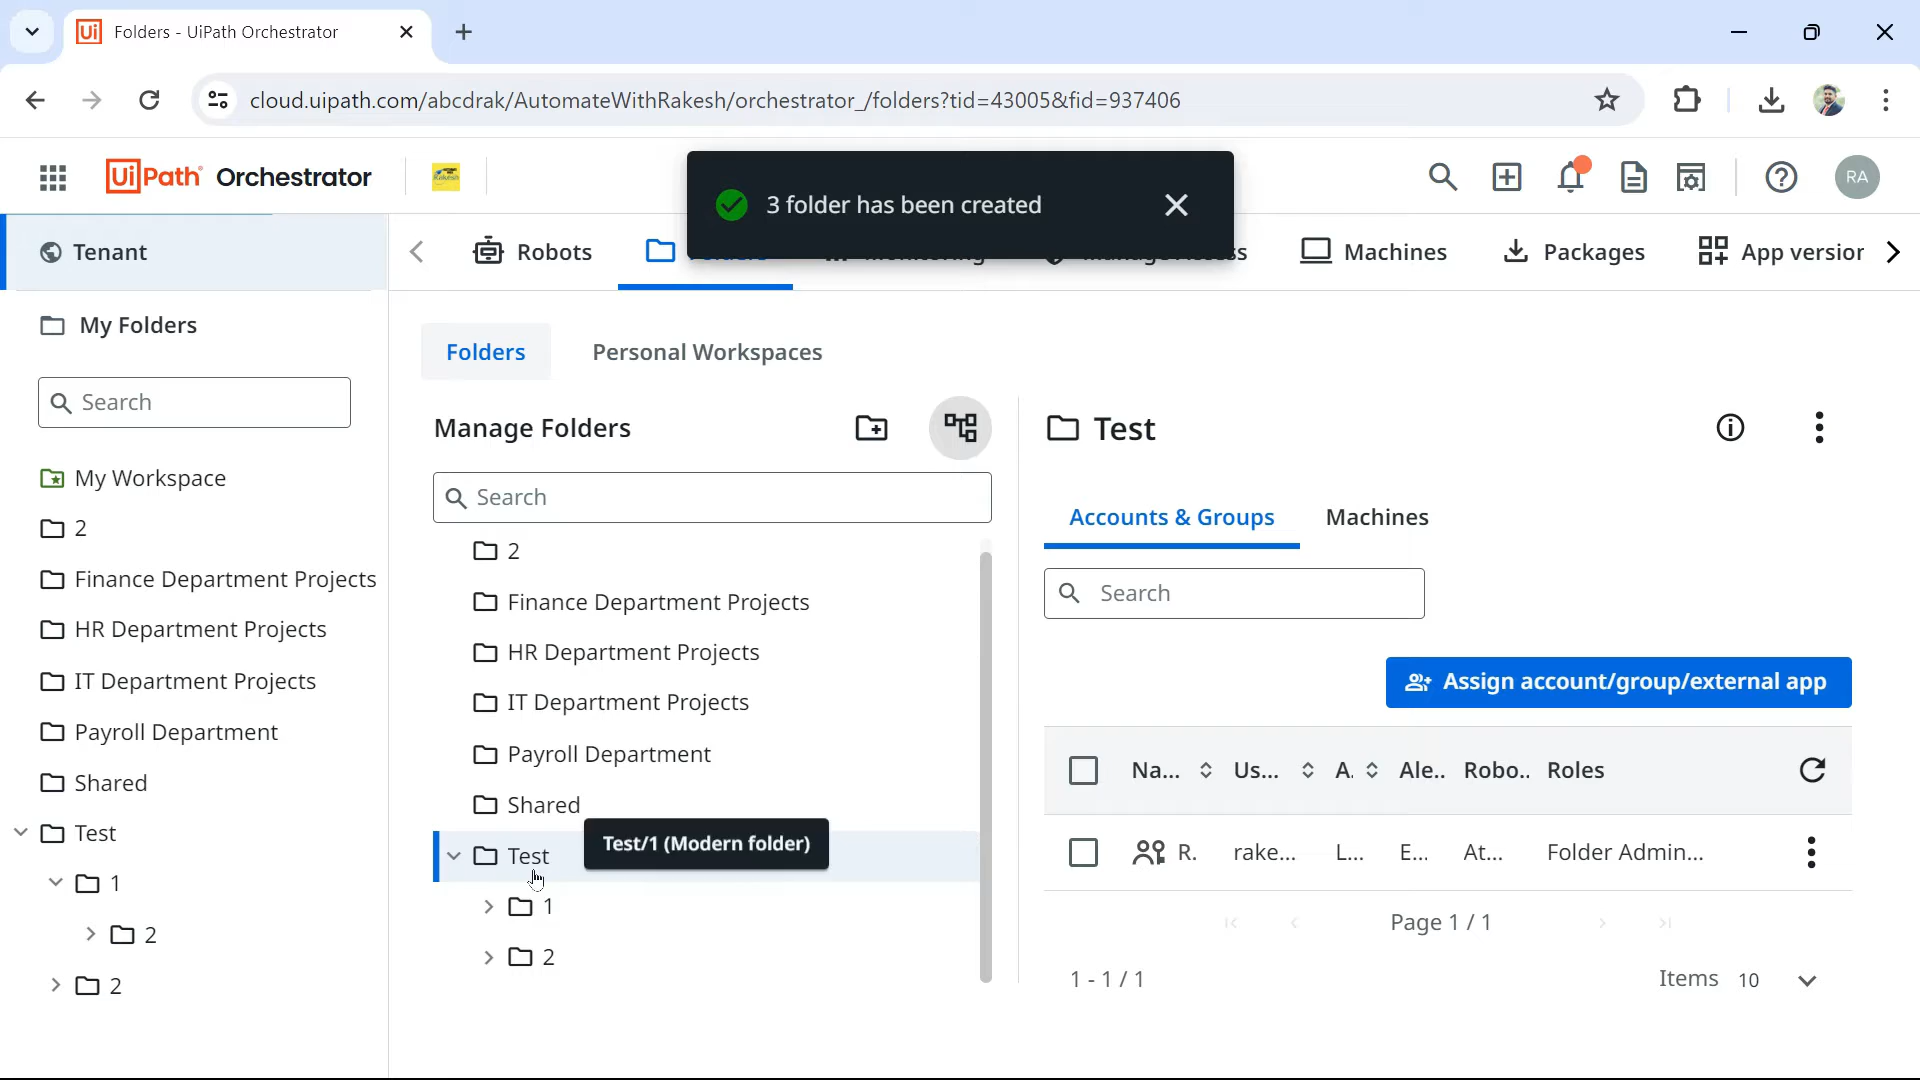 Folders - UiPath Orchestrator
cloud.uipath.com/abcdrak/AutomateWithRakesh/orchestrator_/folders?tid=43005&fid=937406
UiPath Orchestrator
3 folder has been created
RA
Tenant
Robots
Machines
Packages
App version
My Folders
Search
My Workspace
2
Finance Department Projects
HR Department Projects
IT Department Projects
Payroll Department
Shared
Test
1
2
2
Folders
Personal Workspaces
Manage Folders
Search
2
Finance Department Projects
HR Department Projects
IT Department Projects
Payroll Department
Shared
Test
Test/1 (Modern folder)
1
2
Test
Accounts & Groups
Machines
Search
Assign account/group/external app
Na... Us... A. Ale.. Robo.. Roles
R. rake... L... E... At... Folder Admin...
Page 1 / 1
1 - 1 / 1
Items 10